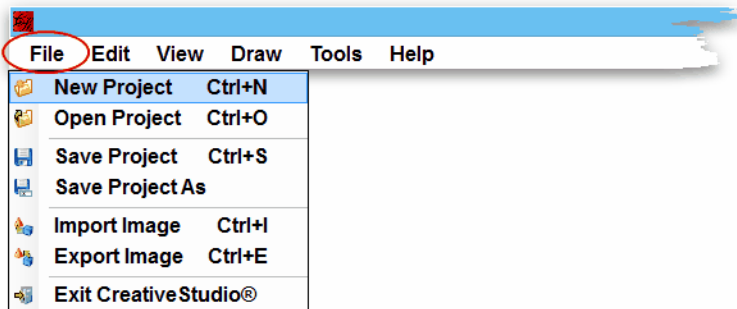 File Edit View Draw Tools Help
New Project Ctrl+N
Open Project Ctrl+O
Save Project Ctrl+S
Save Project As
Import Image Ctrl+I
Export Image Ctrl+E
Exit CreativeStudio®